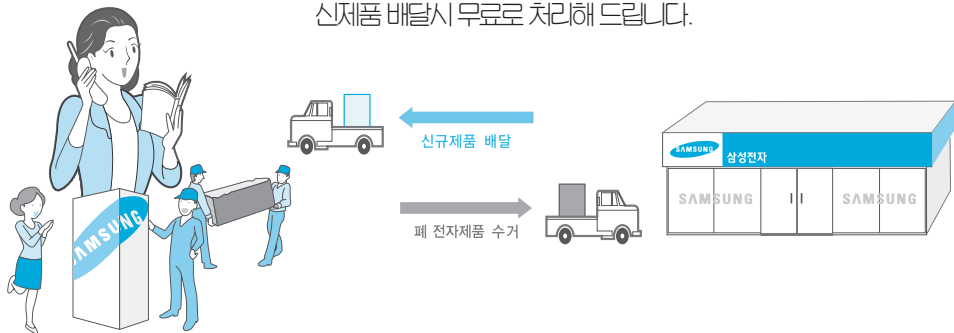 신제품 배달시 무료로 처리해 드립니다.
신규제품 배달
SAMSUNG
삼성전자
SAMSUNG
SAMSUNG
폐 전자제품 수거
SAMSUNG